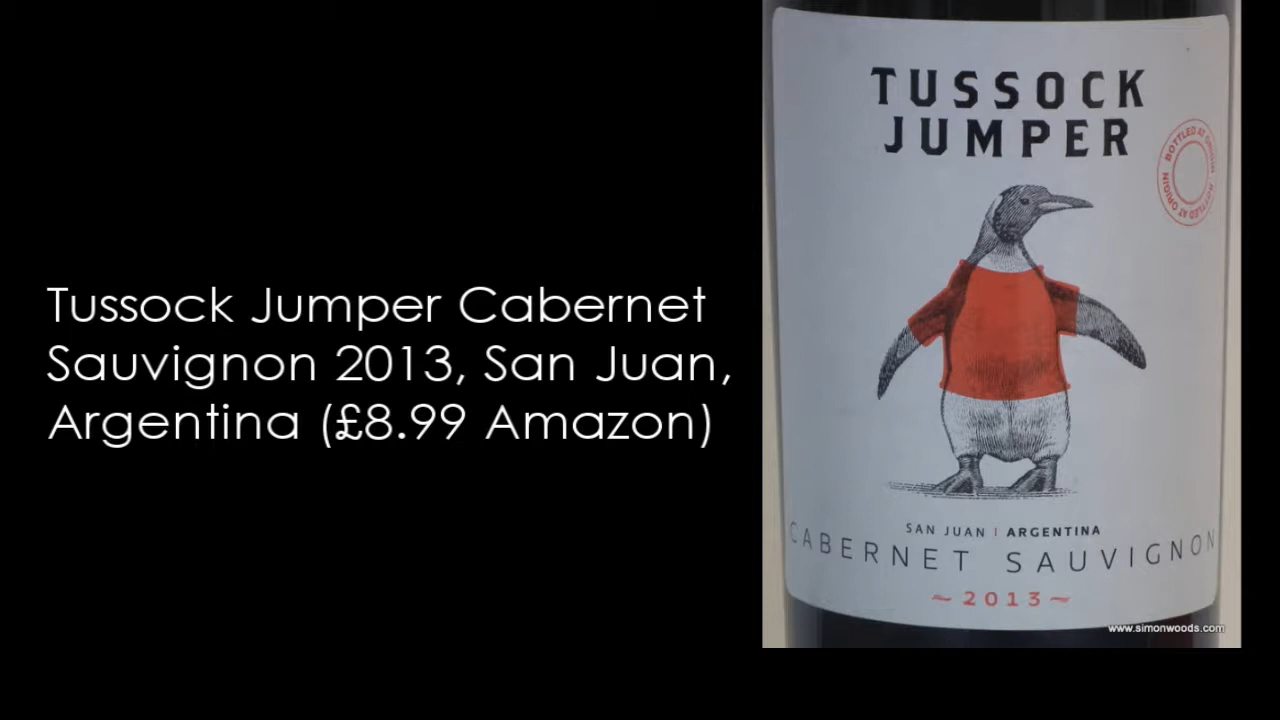 Tussock Jumper Cabernet
Sauvignon 2013, San Juan,
Argentina (£8.99 Amazon)
TUSSOCK
JUMPER
BOTTLED AT ORIGIN · BOTTLED AT ORIGIN
SAN JUAN | ARGENTINA
CABERNET SAUVIGNON
~ 2013 ~
www.simonwoods.com